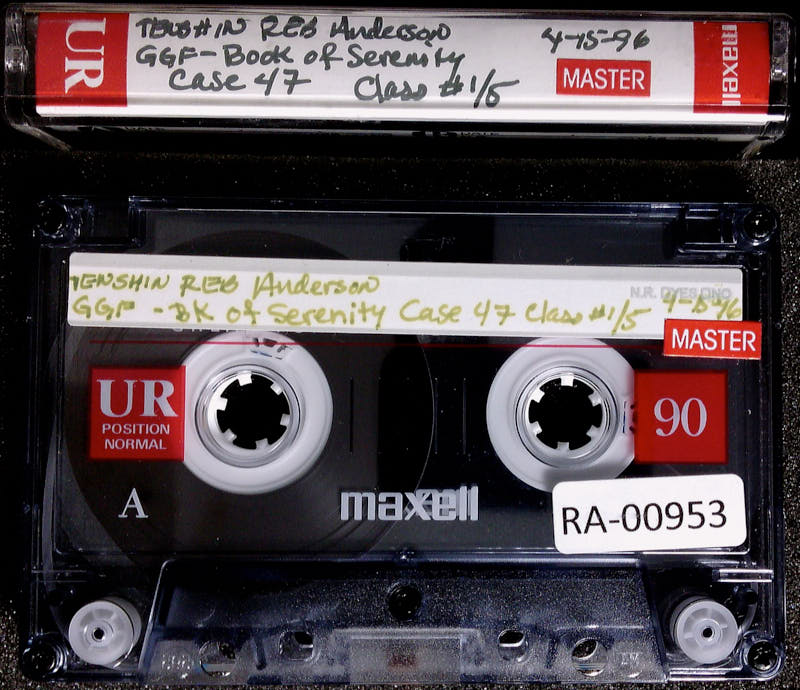 UR
TENSHIN REB Anderson
GGF-Book of Serenity
Case 47 Class #1/5
4-15-96
MASTER
maxell
TENSHIN REB Anderson
GGF - BK of Serenity Case 47 Class #1/5 4-15-96
MASTER
UR
POSITION
NORMAL
90
A
maxell
RA-00953